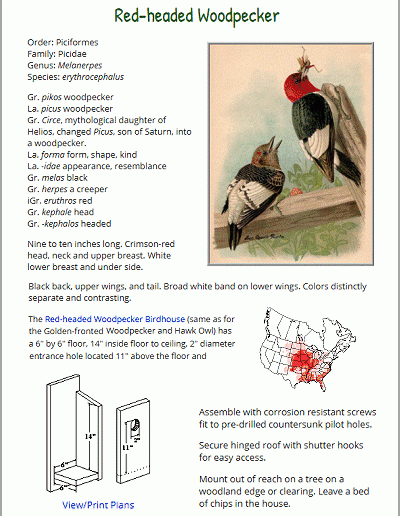 Red-headed Woodpecker
Order: Piciformes
Family: Picidae
Genus: Melanerpes
Species: erythrocephalus
Gr. pikos woodpecker
La. picus woodpecker
Gr. Circe, mythological daughter of
Helios, changed Picus, son of Saturn, into
a woodpecker.
La. forma form, shape, kind
La. -idae appearance, resemblance
Gr. melas black
Gr. herpes a creeper
iGr. eruthros red
Gr. kephale head
Gr. -kephalos headed
Nine to ten inches long. Crimson-red
head, neck and upper breast. White
lower breast and under side.
Black back, upper wings, and tail. Broad white band on lower wings. Colors distinctly
separate and contrasting.
The Red-headed Woodpecker Birdhouse (same as for
the Golden-fronted Woodpecker and Hawk Owl) has
a 6" by 6" floor, 14" inside floor to ceiling, 2" diameter
entrance hole located 11" above the floor and
14"
6"
6"
2"
11"
View/Print Plans
Assemble with corrosion resistant screws
fit to pre-drilled countersunk pilot holes.
Secure hinged roof with shutter hooks
for easy access.
Mount out of reach on a tree on a
woodland edge or clearing. Leave a bed
of chips in the house.